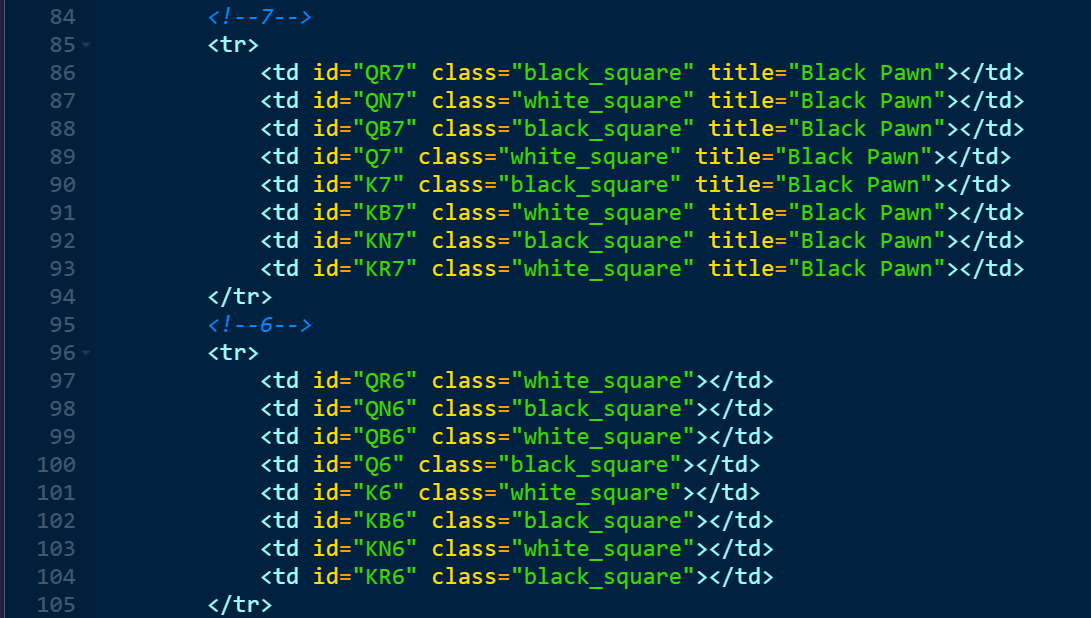 84 <!--7-->
85 <tr>
86 <td id="QR7" class="black_square" title="Black Pawn"></td>
87 <td id="QN7" class="white_square" title="Black Pawn"></td>
88 <td id="QB7" class="black_square" title="Black Pawn"></td>
89 <td id="Q7" class="white_square" title="Black Pawn"></td>
90 <td id="K7" class="black_square" title="Black Pawn"></td>
91 <td id="KB7" class="white_square" title="Black Pawn"></td>
92 <td id="KN7" class="black_square" title="Black Pawn"></td>
93 <td id="KR7" class="white_square" title="Black Pawn"></td>
94 </tr>
95 <!--6-->
96 <tr>
97 <td id="QR6" class="white_square"></td>
98 <td id="QN6" class="black_square"></td>
99 <td id="QB6" class="white_square"></td>
100 <td id="Q6" class="black_square"></td>
101 <td id="K6" class="white_square"></td>
102 <td id="KB6" class="black_square"></td>
103 <td id="KN6" class="white_square"></td>
104 <td id="KR6" class="black_square"></td>
105 </tr>